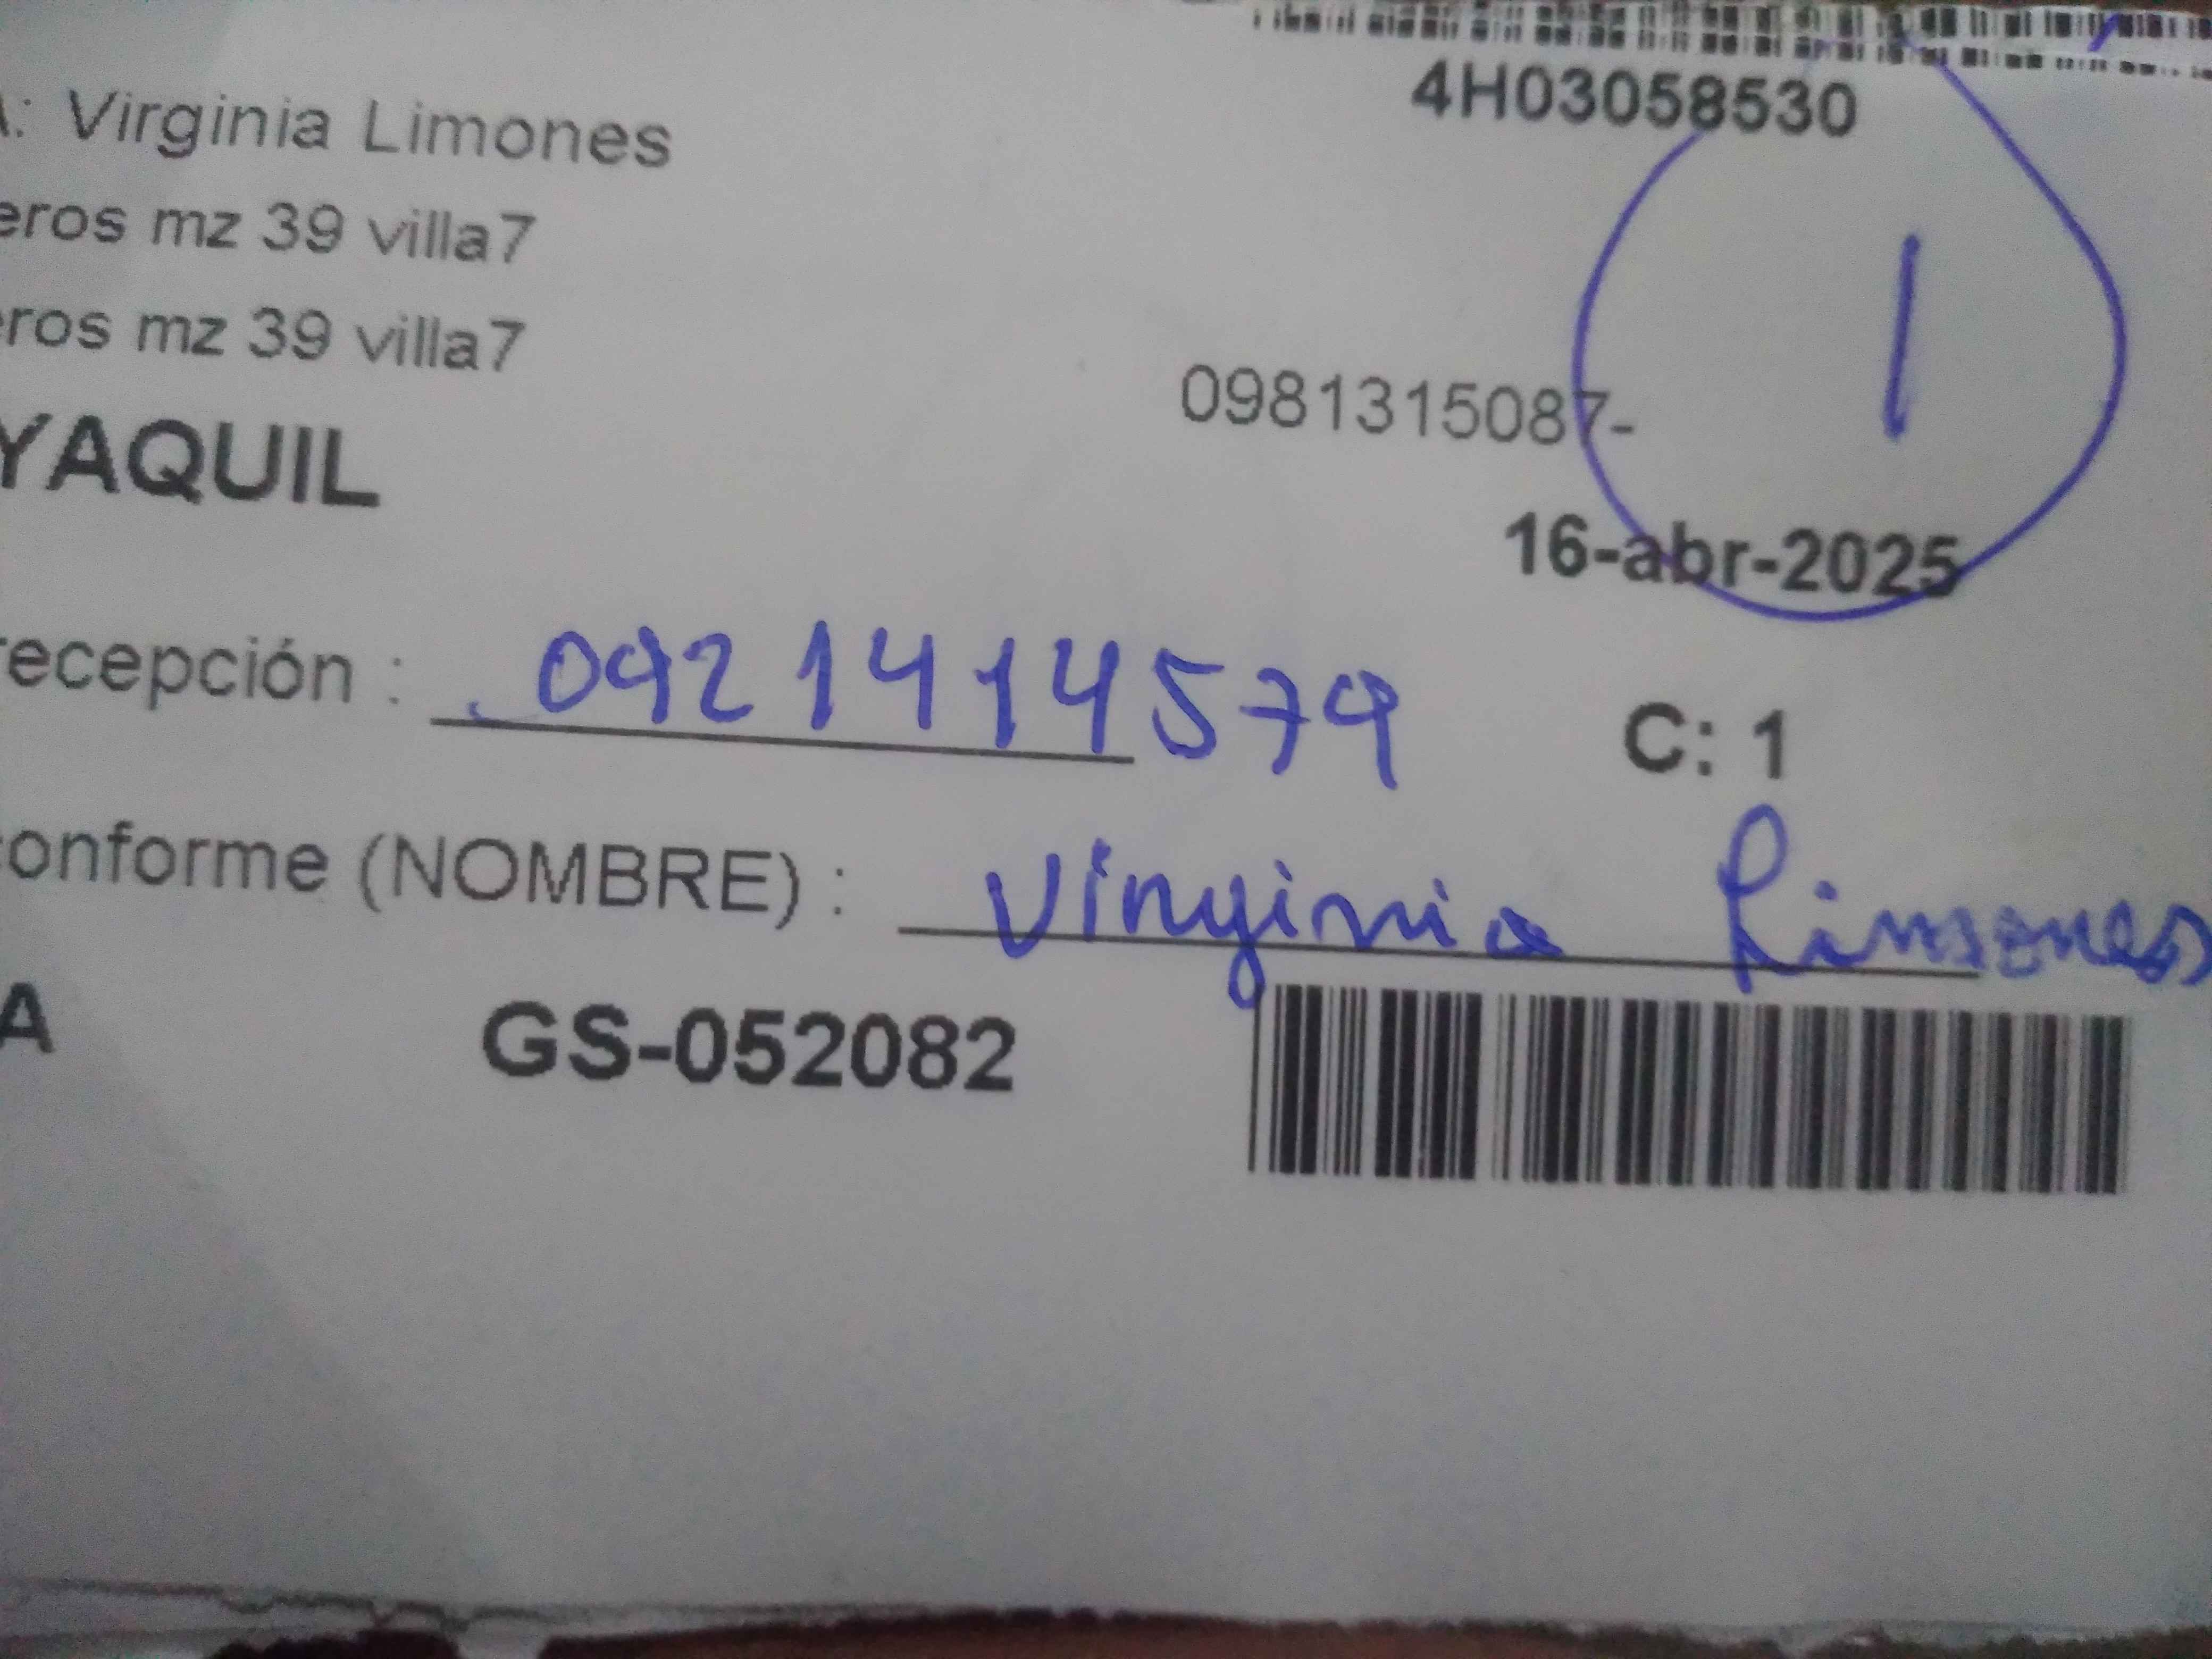 4H03058530
A: Virginia Limones
eros mz 39 villa7
eros mz 39 villa7
1
0981315087-
YAQUIL
16-abr-2025
recepción : 0921414579
C: 1
conforme (NOMBRE) : Virginia Limones
A GS-052082